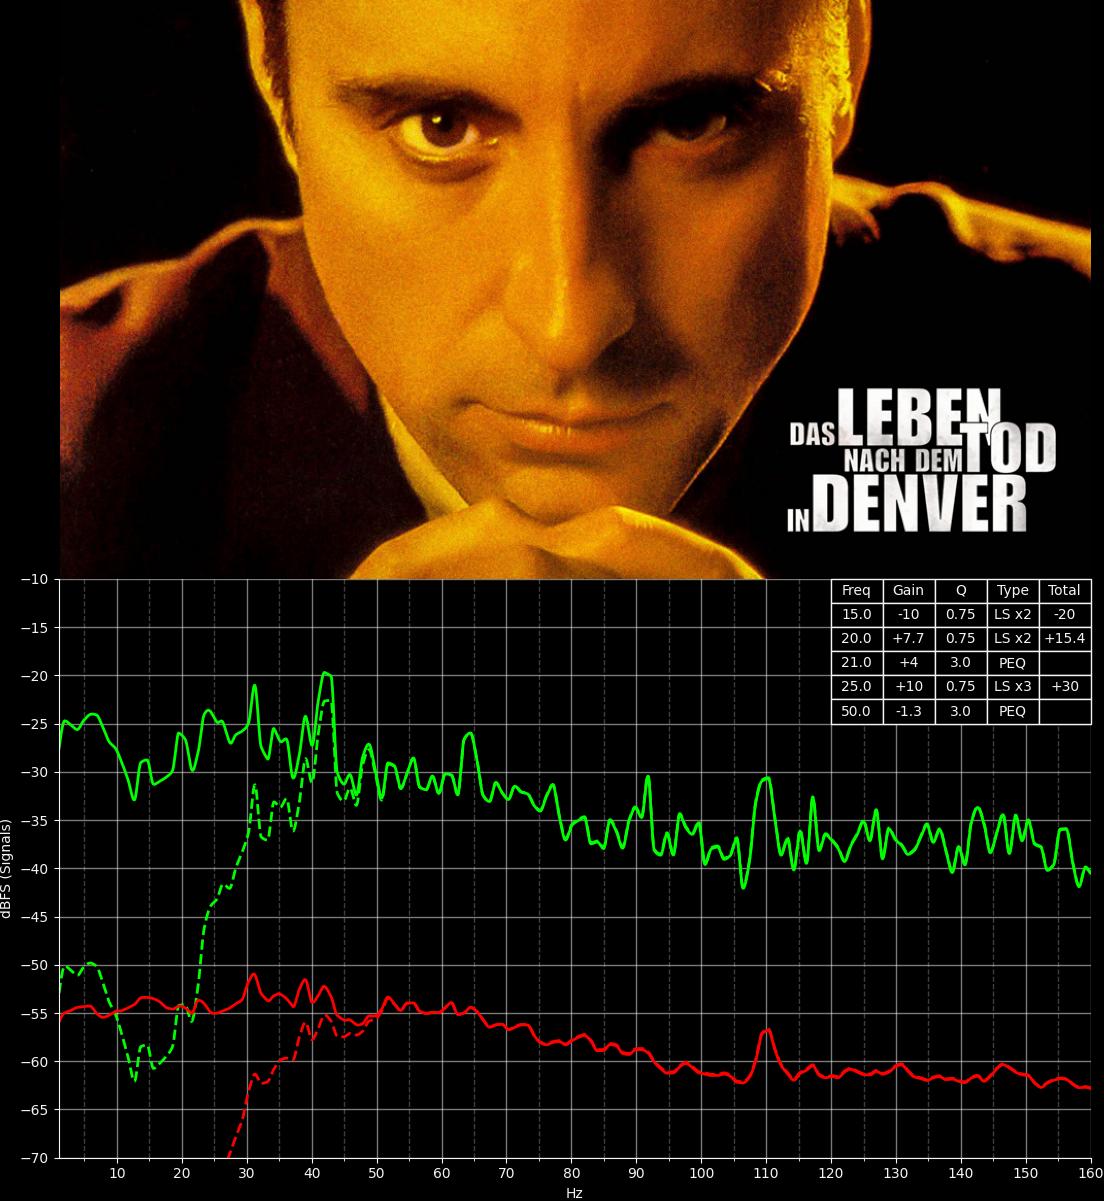 DAS LEBEN
NACH DEM TOD
IN DENVER
Freq Gain Q Type Total
15.0 -10 0.75 LS x2 -20
20.0 +7.7 0.75 LS x2 +15.4
21.0 +4 3.0 PEQ
25.0 +10 0.75 LS x3 +30
50.0 -1.3 3.0 PEQ
−10
−15
−20
−25
−30
−35
−40
−45
−50
−55
−60
−65
−70
dBFS (Signals)
10 20 30 40 50 60 70 80 90 100 110 120 130 140 150 160
Hz